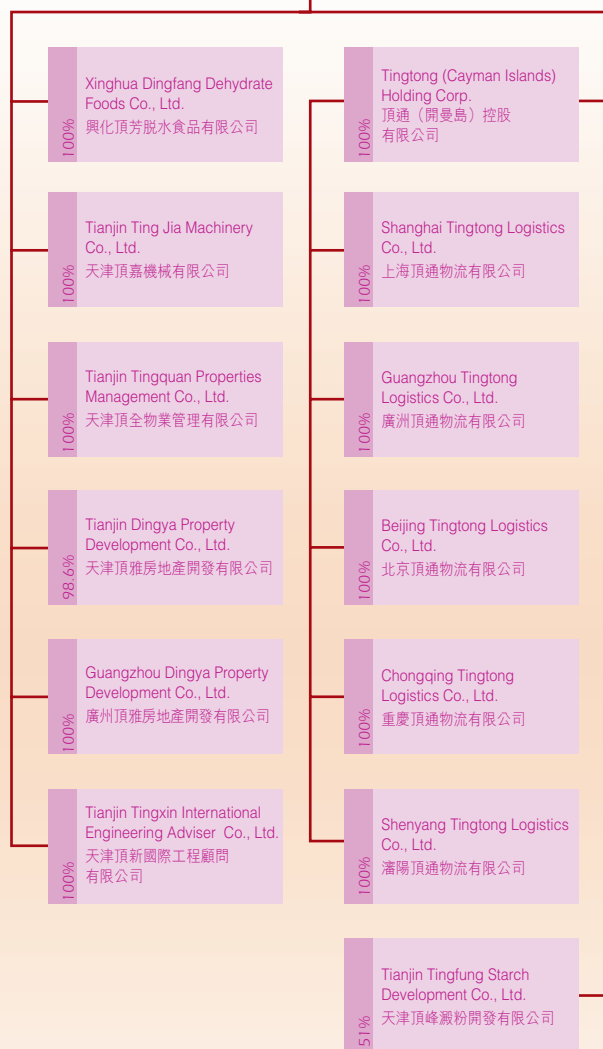 100%
Xinghua Dingfang Dehydrate
Foods Co., Ltd.
興化頂芳脱水食品有限公司
100%
Tianjin Ting Jia Machinery
Co., Ltd.
天津頂嘉機械有限公司
100%
Tianjin Tingquan Properties
Management Co., Ltd.
天津頂全物業管理有限公司
98.6%
Tianjin Dingya Property
Development Co., Ltd.
天津頂雅房地產開發有限公司
100%
Guangzhou Dingya Property
Development Co., Ltd.
廣州頂雅房地產開發有限公司
100%
Tianjin Tingxin International
Engineering Adviser Co., Ltd.
天津頂新國際工程顧問
有限公司
100%
Tingtong (Cayman Islands)
Holding Corp.
頂通（開曼島）控股
有限公司
100%
Shanghai Tingtong Logistics
Co., Ltd.
上海頂通物流有限公司
100%
Guangzhou Tingtong
Logistics Co., Ltd.
廣洲頂通物流有限公司
100%
Beijing Tingtong Logistics
Co., Ltd.
北京頂通物流有限公司
100%
Chongqing Tingtong
Logistics Co., Ltd.
重慶頂通物流有限公司
100%
Shenyang Tingtong Logistics
Co., Ltd.
瀋陽頂通物流有限公司
51%
Tianjin Tingfung Starch
Development Co., Ltd.
天津頂峰澱粉開發有限公司